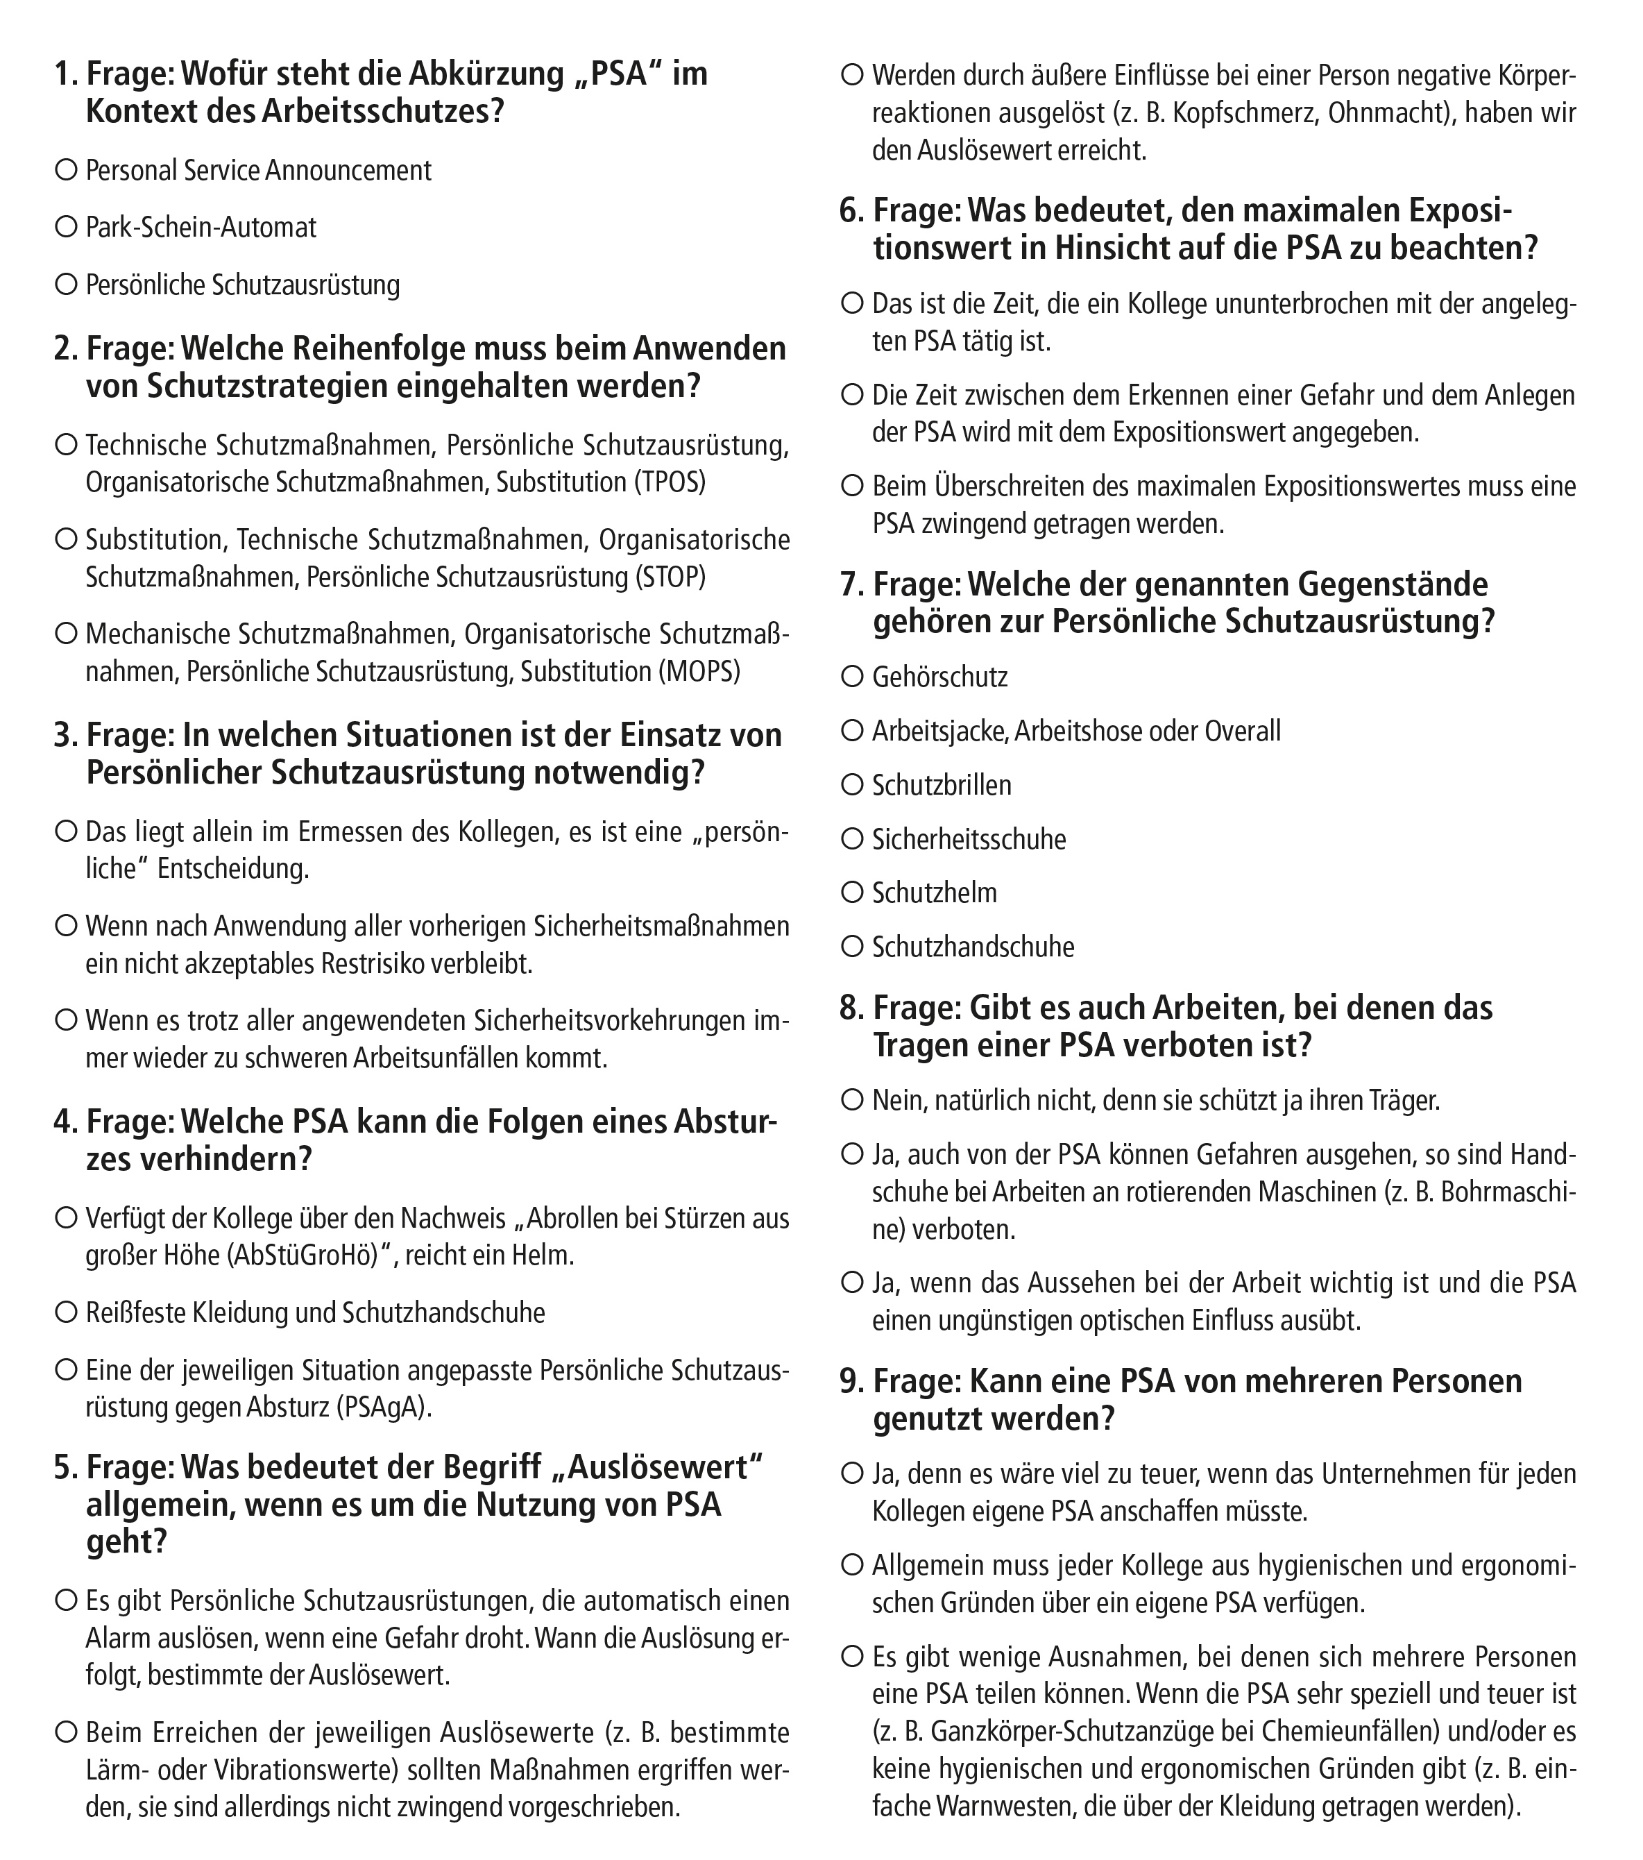 1. Frage: Wofür steht die Abkürzung „PSA“ im
Kontext des Arbeitsschutzes?
Personal Service Announcement
Park-Schein-Automat
Persönliche Schutzausrüstung
2. Frage: Welche Reihenfolge muss beim Anwenden
von Schutzstrategien eingehalten werden?
Technische Schutzmaßnahmen, Persönliche Schutzausrüstung,
Organisatorische Schutzmaßnahmen, Substitution (TPOS)
Substitution, Technische Schutzmaßnahmen, Organisatorische
Schutzmaßnahmen, Persönliche Schutzausrüstung (STOP)
Mechanische Schutzmaßnahmen, Organisatorische Schutzmaß-
nahmen, Persönliche Schutzausrüstung, Substitution (MOPS)
3. Frage: In welchen Situationen ist der Einsatz von
Persönlicher Schutzausrüstung notwendig?
Das liegt allein im Ermessen des Kollegen, es ist eine „persön-
liche“ Entscheidung.
Wenn nach Anwendung aller vorherigen Sicherheitsmaßnahmen
ein nicht akzeptables Restrisiko verbleibt.
Wenn es trotz aller angewendeten Sicherheitsvorkehrungen im-
mer wieder zu schweren Arbeitsunfällen kommt.
4. Frage: Welche PSA kann die Folgen eines Abstur-
zes verhindern?
Verfügt der Kollege über den Nachweis „Abrollen bei Stürzen aus
großer Höhe (AbStüGroHö)“, reicht ein Helm.
Reißfeste Kleidung und Schutzhandschuhe
Eine der jeweiligen Situation angepasste Persönliche Schutzaus-
rüstung gegen Absturz (PSAgA).
5. Frage: Was bedeutet der Begriff „Auslösewert“
allgemein, wenn es um die Nutzung von PSA
geht?
Es gibt Persönliche Schutzausrüstungen, die automatisch einen
Alarm auslösen, wenn eine Gefahr droht. Wann die Auslösung er-
folgt, bestimmte der Auslösewert.
Beim Erreichen der jeweiligen Auslösewerte (z. B. bestimmte
Lärm- oder Vibrationswerte) sollten Maßnahmen ergriffen wer-
den, sie sind allerdings nicht zwingend vorgeschrieben.
Werden durch äußere Einflüsse bei einer Person negative Körper-
reaktionen ausgelöst (z. B. Kopfschmerz, Ohnmacht), haben wir
den Auslösewert erreicht.
6. Frage: Was bedeutet, den maximalen Exposi-
tionswert in Hinsicht auf die PSA zu beachten?
Das ist die Zeit, die ein Kollege ununterbrochen mit der angeleg-
ten PSA tätig ist.
Die Zeit zwischen dem Erkennen einer Gefahr und dem Anlegen
der PSA wird mit dem Expositionswert angegeben.
Beim Überschreiten des maximalen Expositionswertes muss eine
PSA zwingend getragen werden.
7. Frage: Welche der genannten Gegenstände
gehören zur Persönliche Schutzausrüstung?
Gehörschutz
Arbeitsjacke, Arbeitshose oder Overall
Schutzbrillen
Sicherheitsschuhe
Schutzhelm
Schutzhandschuhe
8. Frage: Gibt es auch Arbeiten, bei denen das
Tragen einer PSA verboten ist?
Nein, natürlich nicht, denn sie schützt ja ihren Träger.
Ja, auch von der PSA können Gefahren ausgehen, so sind Hand-
schuhe bei Arbeiten an rotierenden Maschinen (z. B. Bohrmaschi-
ne) verboten.
Ja, wenn das Aussehen bei der Arbeit wichtig ist und die PSA
einen ungünstigen optischen Einfluss ausübt.
9. Frage: Kann eine PSA von mehreren Personen
genutzt werden?
Ja, denn es wäre viel zu teuer, wenn das Unternehmen für jeden
Kollegen eigene PSA anschaffen müsste.
Allgemein muss jeder Kollege aus hygienischen und ergonomi-
schen Gründen über ein eigene PSA verfügen.
Es gibt wenige Ausnahmen, bei denen sich mehrere Personen
eine PSA teilen können. Wenn die PSA sehr speziell und teuer ist
(z. B. Ganzkörper-Schutzanzüge bei Chemieunfällen) und/oder es
keine hygienischen und ergonomischen Gründen gibt (z. B. ein-
fache Warnwesten, die über der Kleidung getragen werden).